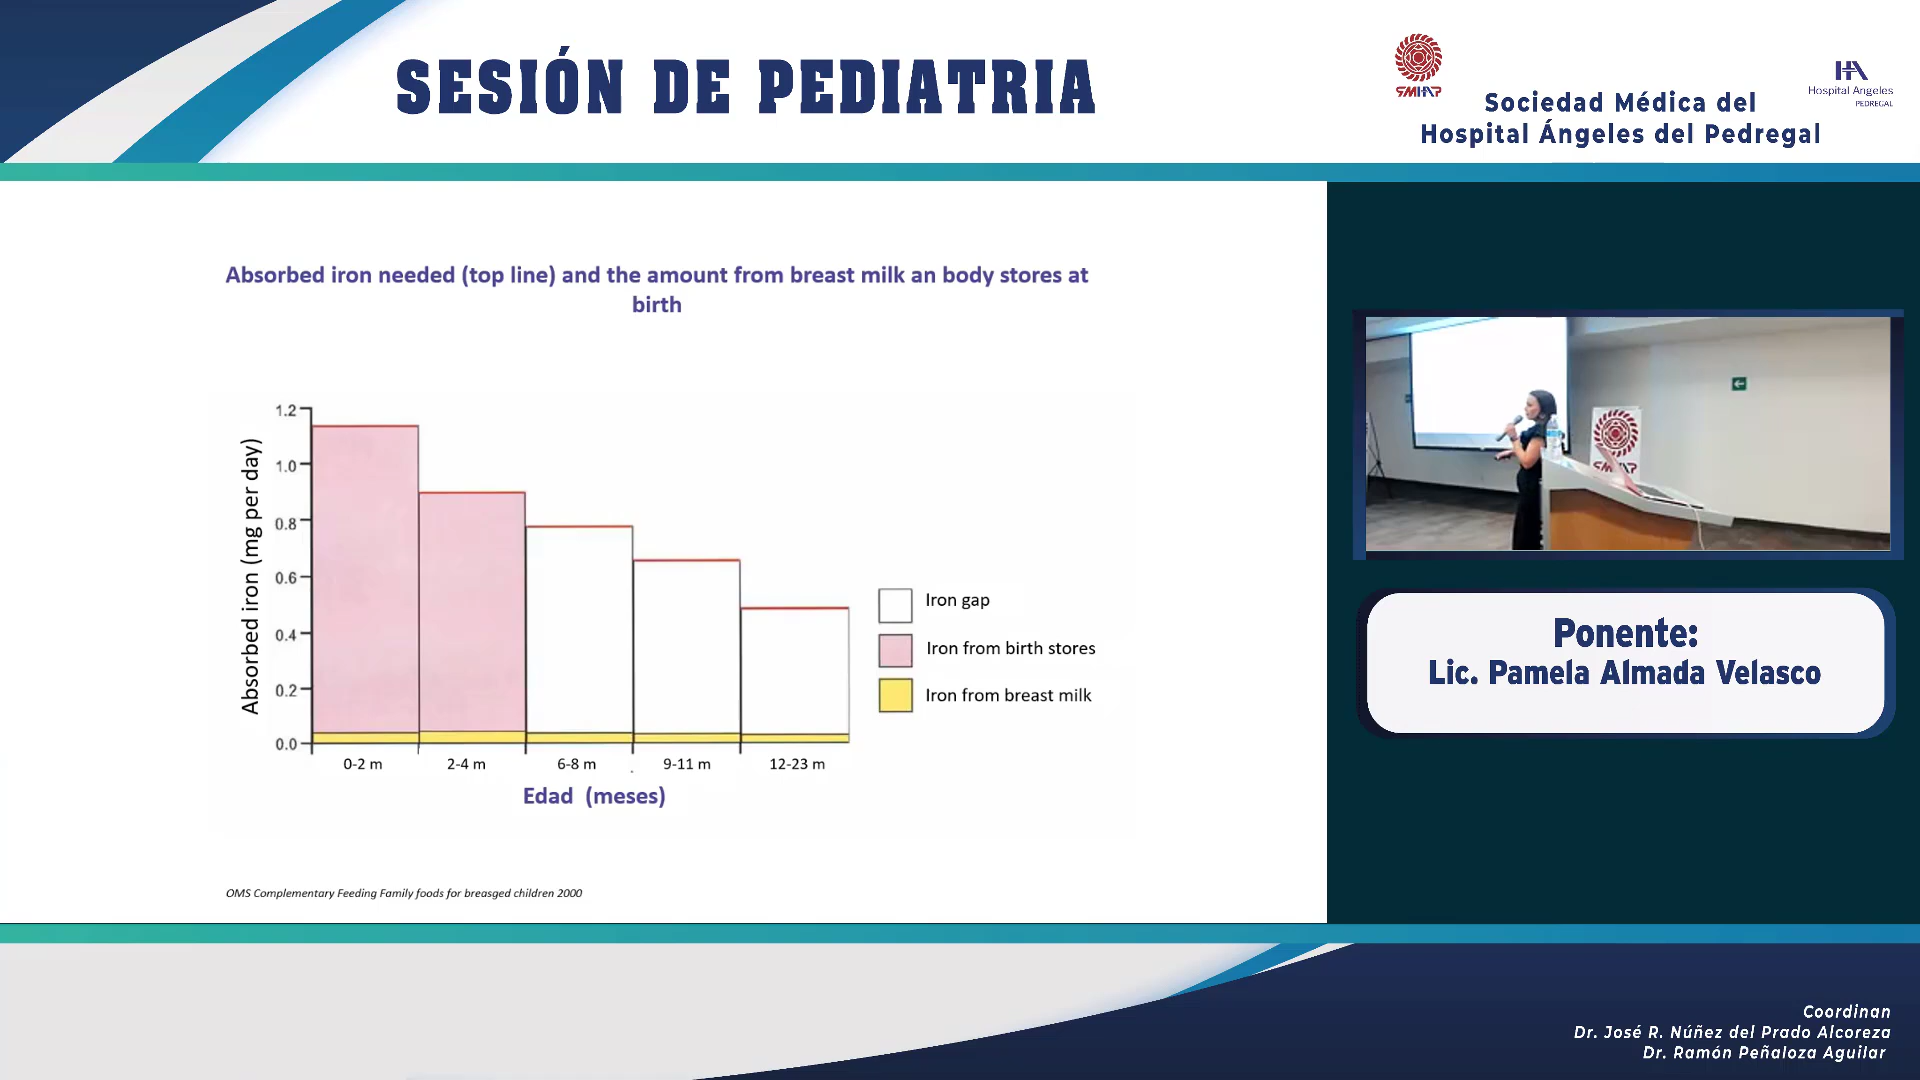 SESIÓN DE PEDIATRIA
SMHAP
Sociedad Médica del
Hospital Ángeles del Pedregal
HA
Hospital Angeles
PEDREGAL
Absorbed iron needed (top line) and the amount from breast milk an body stores at
birth
Absorbed iron (mg per day)
1.2
1.0
0.8
0.6
0.4
0.2
0.0
0-2 m
2-4 m
6-8 m
9-11 m
12-23 m
Edad (meses)
Iron gap
Iron from birth stores
Iron from breast milk
OMS Complementary Feeding Family foods for breasged children 2000
SMHAP
Ponente:
Lic. Pamela Almada Velasco
Coordinan
Dr. José R. Núñez del Prado Alcoreza
Dr. Ramón Peñaloza Aguilar